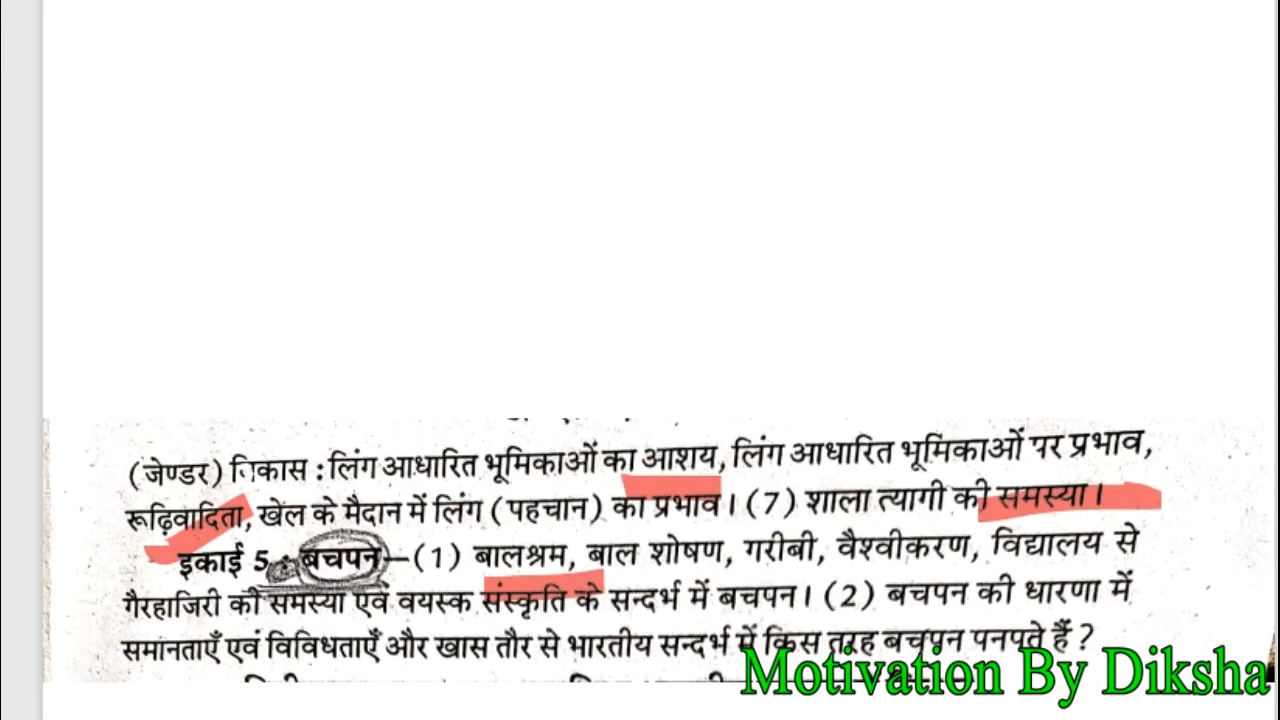 (जेण्डर) विकास : लिंग आधारित भूमिकाओं का आशय, लिंग आधारित भूमिकाओं पर प्रभाव,
रूढ़िवादिता, खेल के मैदान में लिंग (पहचान) का प्रभाव। (7) शाला त्यागी की समस्या।
इकाई 5 : बचपन—(1) बालश्रम, बाल शोषण, गरीबी, वैश्वीकरण, विद्यालय से
गैरहाजिरी की समस्या एवं वयस्क संस्कृति के सन्दर्भ में बचपन। (2) बचपन की धारणा में
समानताएँ एवं विविधताएँ और खास तौर से भारतीय सन्दर्भ में किस तरह बचपन पनपते हैं ?
Motivation By Diksha